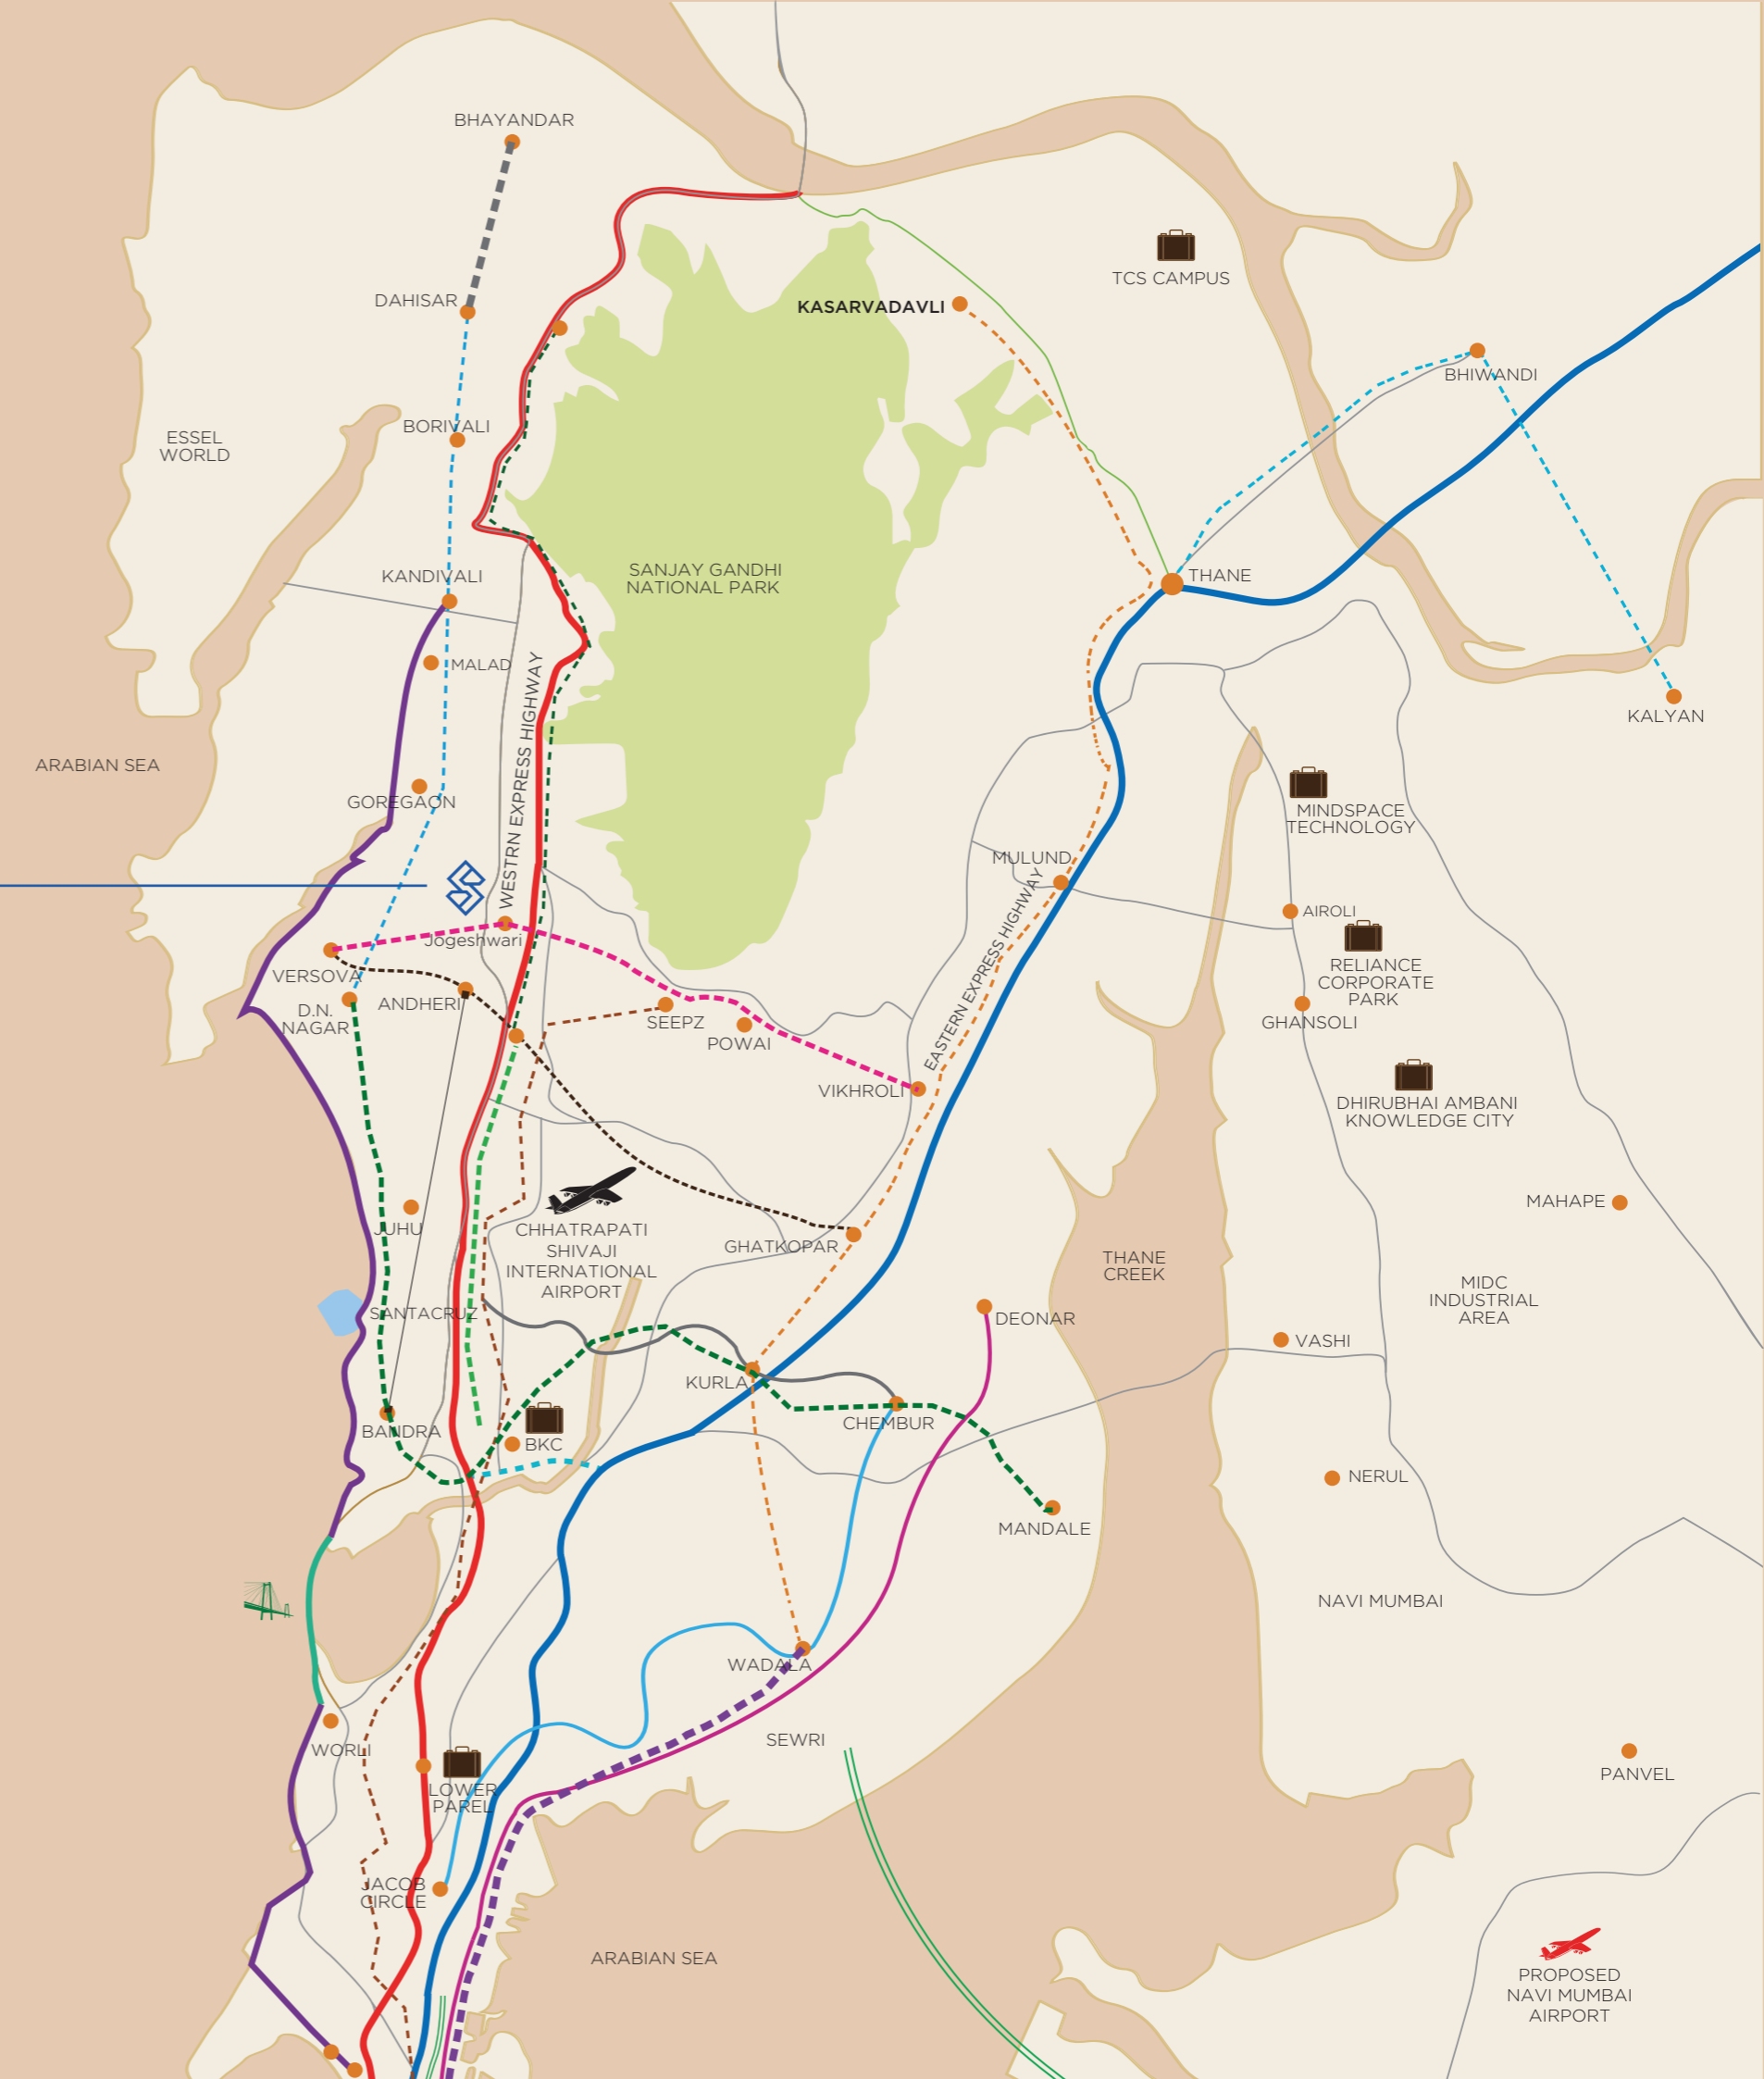 BHAYANDAR
TCS CAMPUS
DAHISAR
KASARVADAVLI
BHIWANDI
BORIVALI
ESSEL
WORLD
SANJAY GANDHI
NATIONAL PARK
KANDIVALI
THANE
MALAD
KALYAN
WESTRN EXPRESS HIGHWAY
ARABIAN SEA
GOREGAON
MINDSPACE
TECHNOLOGY
MULUND
AIROLI
EASTERN EXPRESS HIGHWAY
Jogeshwari
RELIANCE
CORPORATE
PARK
VERSOVA
D.N.
NAGAR
ANDHERI
SEEPZ
POWAI
GHANSOLI
VIKHROLI
DHIRUBHAI AMBANI
KNOWLEDGE CITY
MAHAPE
JUHU
CHHATRAPATI
SHIVAJI
INTERNATIONAL
AIRPORT
GHATKOPAR
THANE
CREEK
MIDC
INDUSTRIAL
AREA
SANTACRUZ
DEONAR
VASHI
KURLA
CHEMBUR
BANDRA
BKC
NERUL
MANDALE
NAVI MUMBAI
WADALA
SEWRI
WORLI
PANVEL
LOWER
PAREL
JACOB
CIRCLE
ARABIAN SEA
PROPOSED
NAVI MUMBAI
AIRPORT